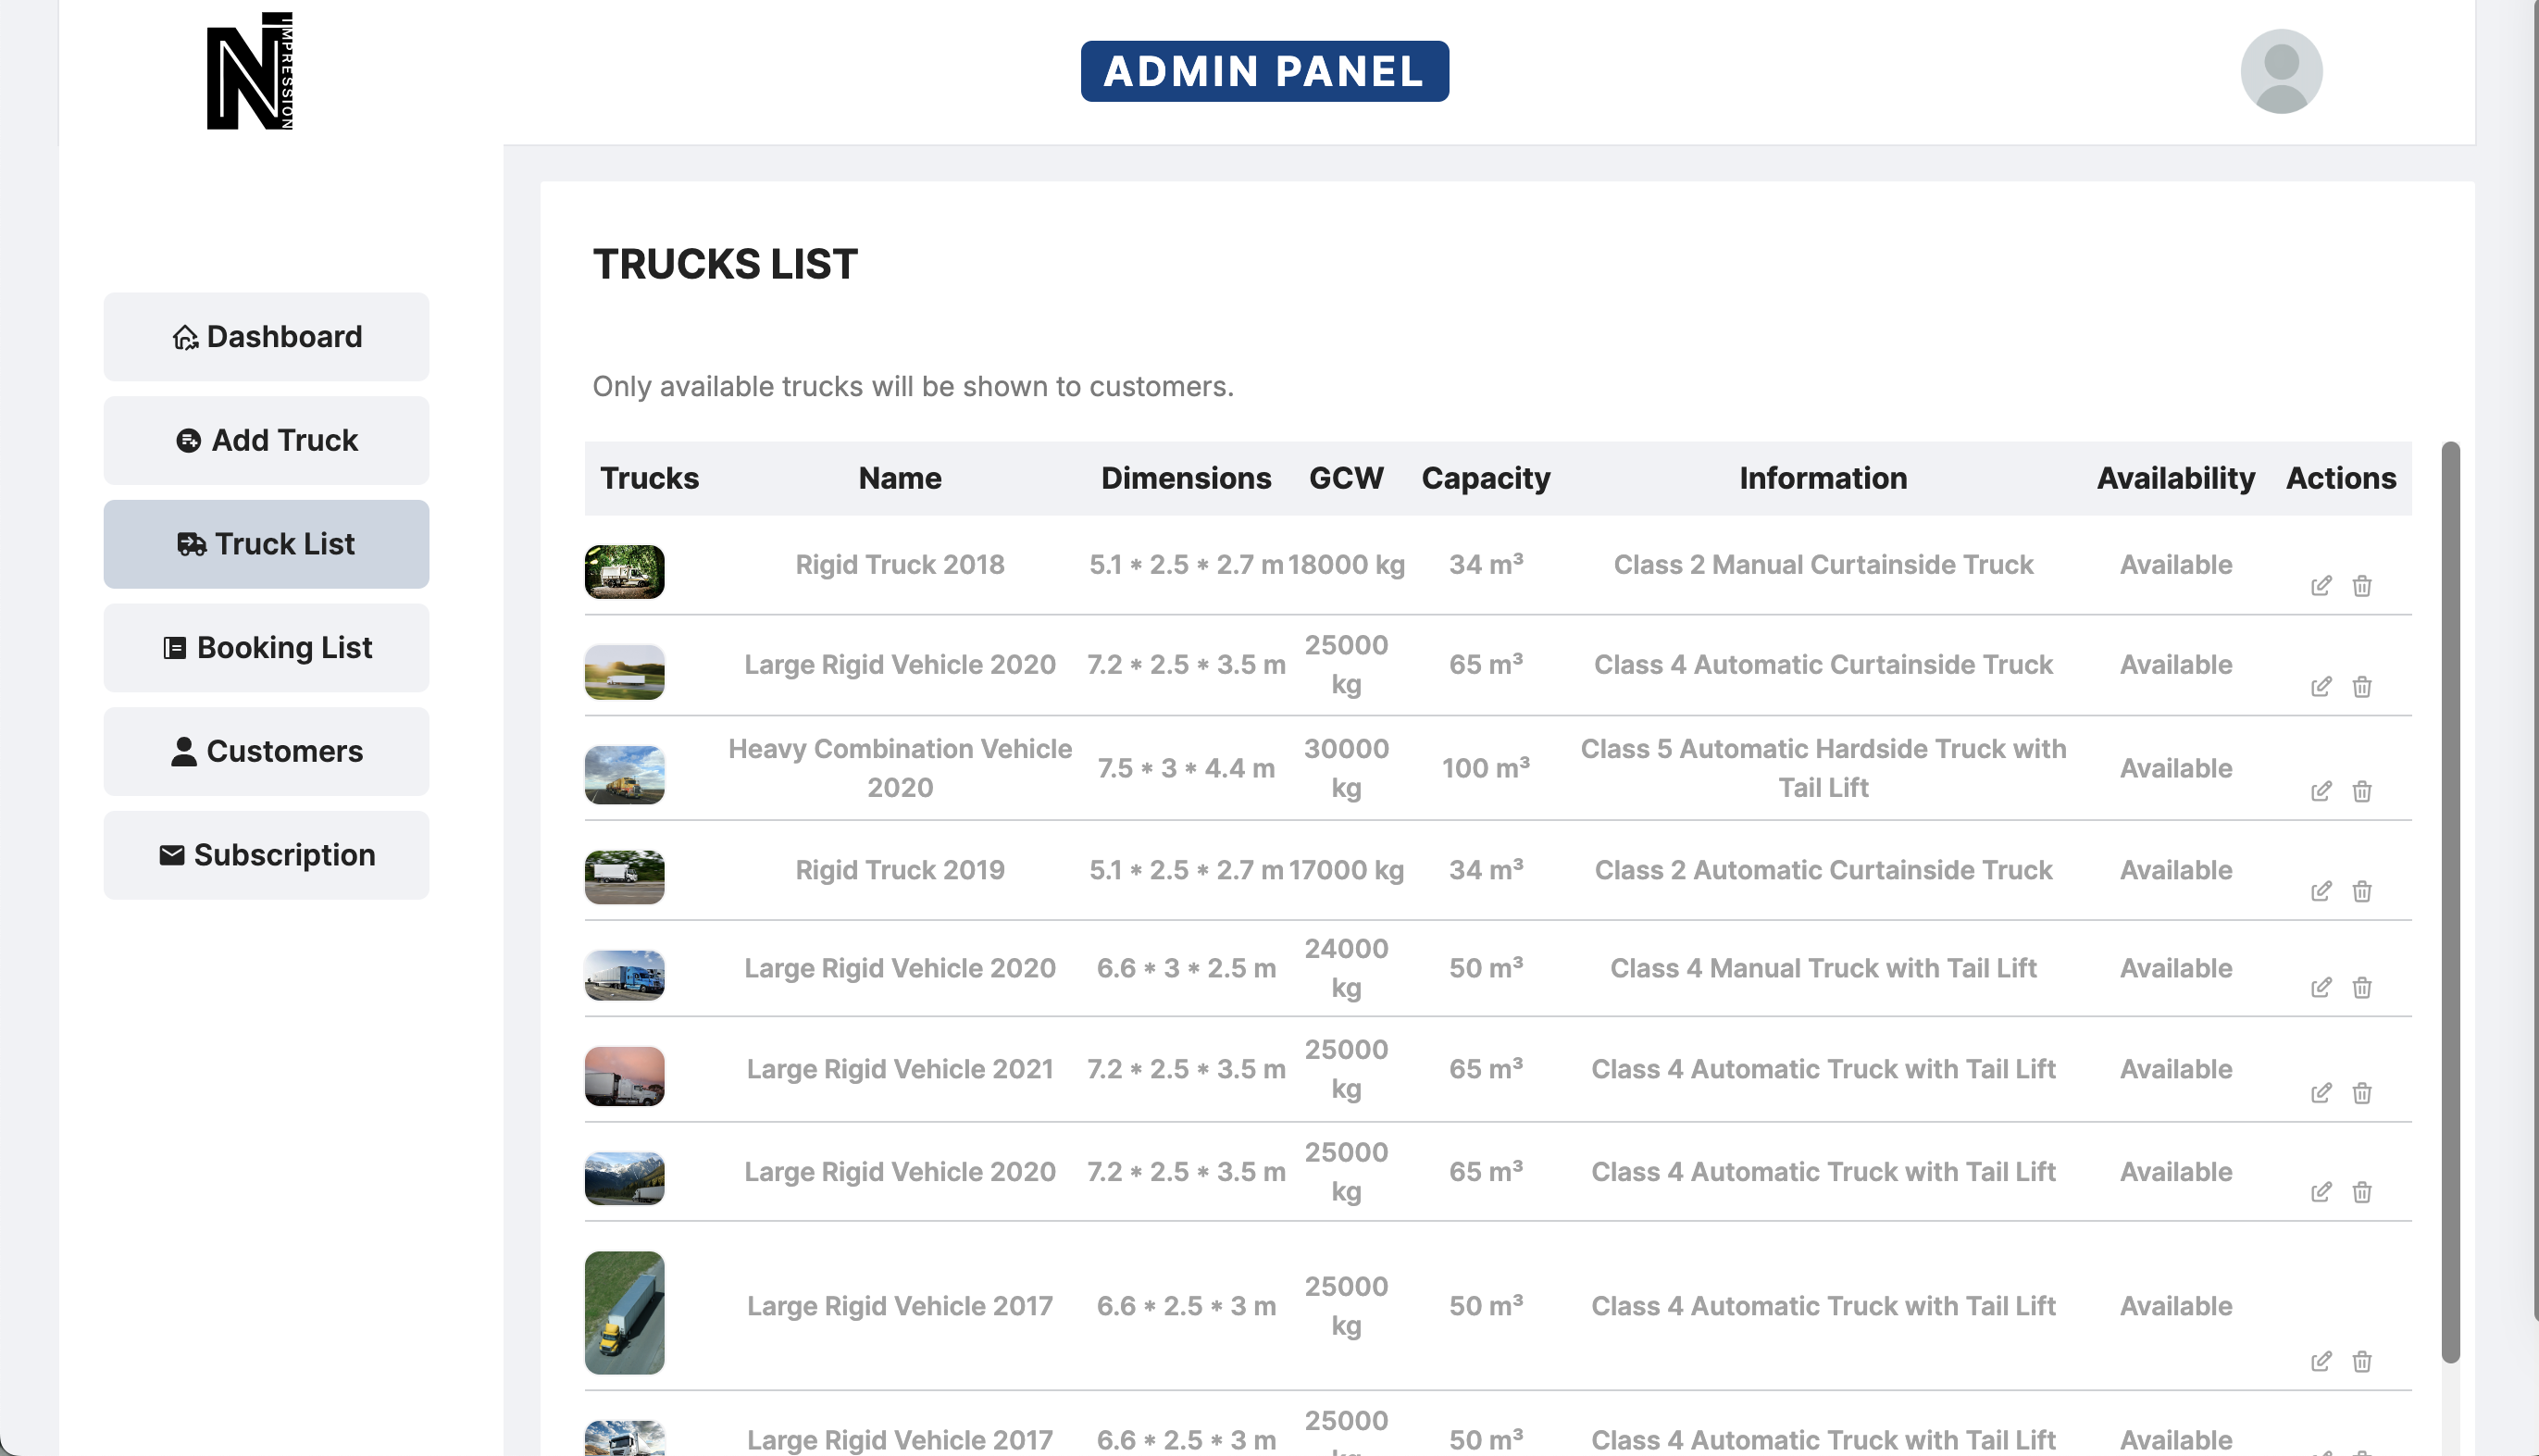 N IMPRESSION
ADMIN PANEL
Dashboard
Add Truck
Truck List
Booking List
Customers
Subscription
TRUCKS LIST
Only available trucks will be shown to customers.
Trucks Name Dimensions GCW Capacity Information Availability Actions
Rigid Truck 2018 5.1 * 2.5 * 2.7 m 18000 kg 34 m³ Class 2 Manual Curtainside Truck Available
Large Rigid Vehicle 2020 7.2 * 2.5 * 3.5 m 25000 kg 65 m³ Class 4 Automatic Curtainside Truck Available
Heavy Combination Vehicle 2020 7.5 * 3 * 4.4 m 30000 kg 100 m³ Class 5 Automatic Hardside Truck with Tail Lift Available
Rigid Truck 2019 5.1 * 2.5 * 2.7 m 17000 kg 34 m³ Class 2 Automatic Curtainside Truck Available
Large Rigid Vehicle 2020 6.6 * 3 * 2.5 m 24000 kg 50 m³ Class 4 Manual Truck with Tail Lift Available
Large Rigid Vehicle 2021 7.2 * 2.5 * 3.5 m 25000 kg 65 m³ Class 4 Automatic Truck with Tail Lift Available
Large Rigid Vehicle 2020 7.2 * 2.5 * 3.5 m 25000 kg 65 m³ Class 4 Automatic Truck with Tail Lift Available
Large Rigid Vehicle 2017 6.6 * 2.5 * 3 m 25000 kg 50 m³ Class 4 Automatic Truck with Tail Lift Available
Large Rigid Vehicle 2017 6.6 * 2.5 * 3 m 25000 50 m³ Class 4 Automatic Truck with Tail Lift Available